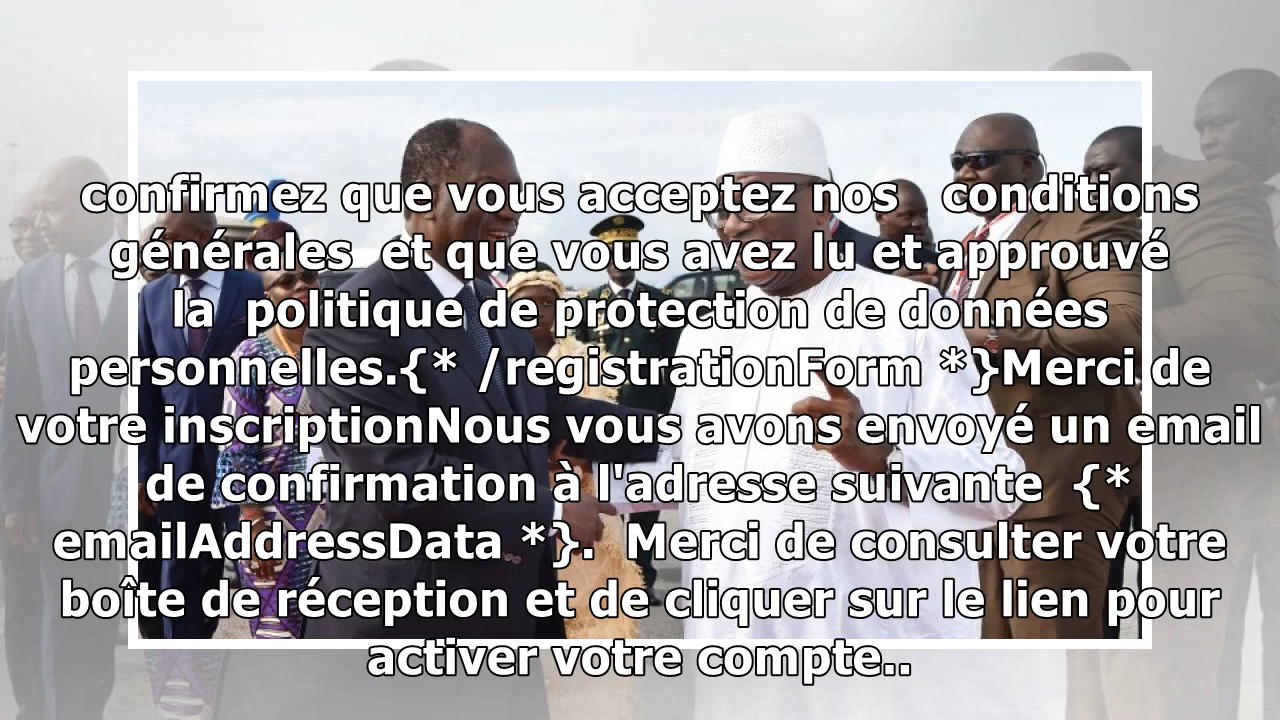 confirmez que vous acceptez nos   conditions
générales  et que vous avez lu et approuvé
la  politique de protection de données
personnelles.{* /registrationForm *}Merci de
votre inscriptionNous vous avons envoyé un email
de confirmation à l'adresse suivante  {*
emailAddressData *}.  Merci de consulter votre
boîte de réception et de cliquer sur le lien pour
activer votre compte..